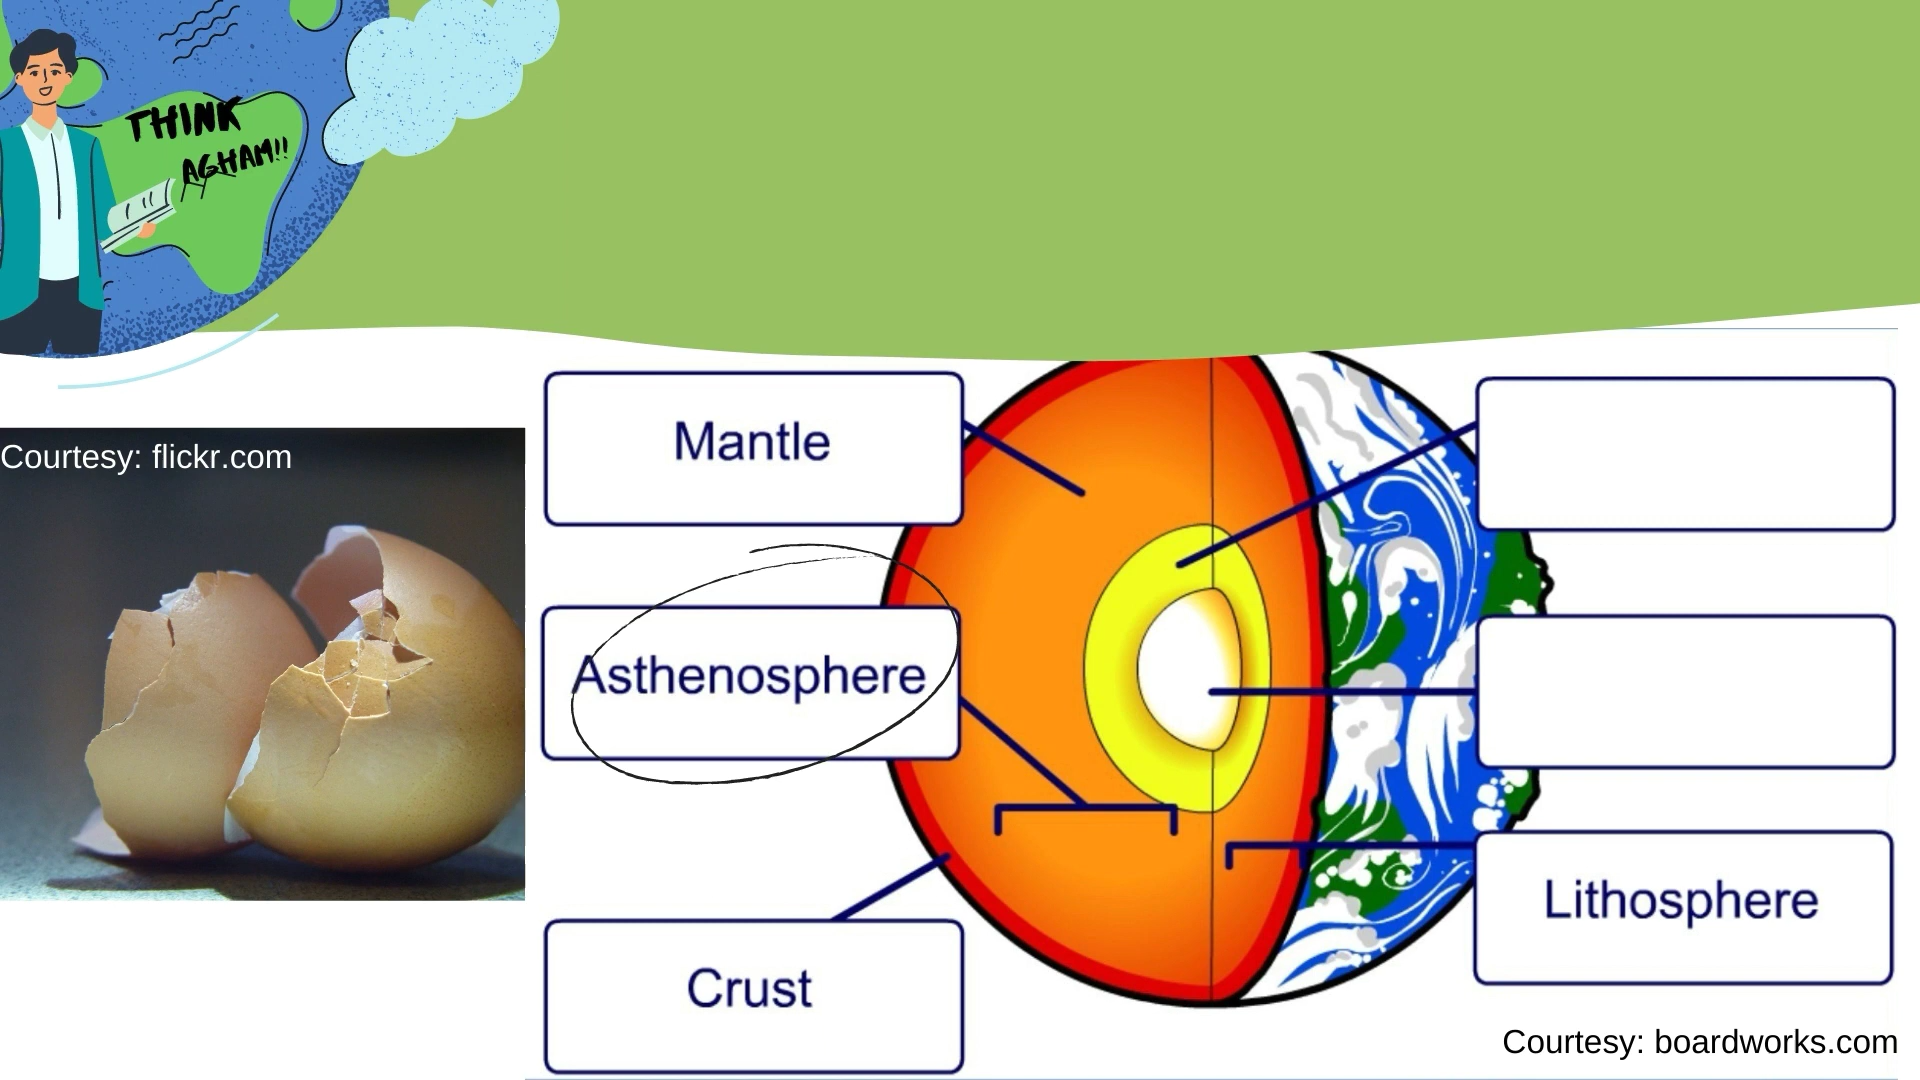 THINK
AGHAM!!
Courtesy: flickr.com
Mantle
Asthenosphere
Crust
Lithosphere
Courtesy: boardworks.com